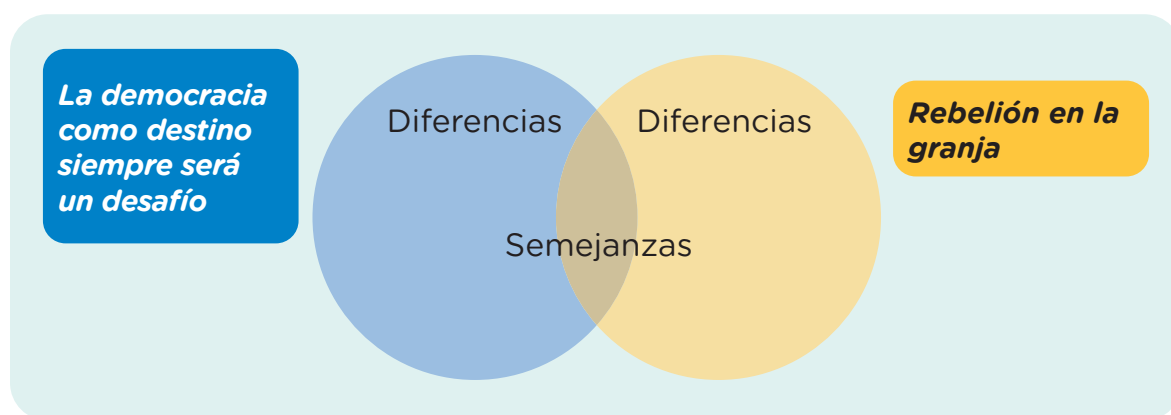 La democracia
como destino
siempre será
un desafío
Diferencias
Diferencias
Semejanzas
Rebelión en la
granja